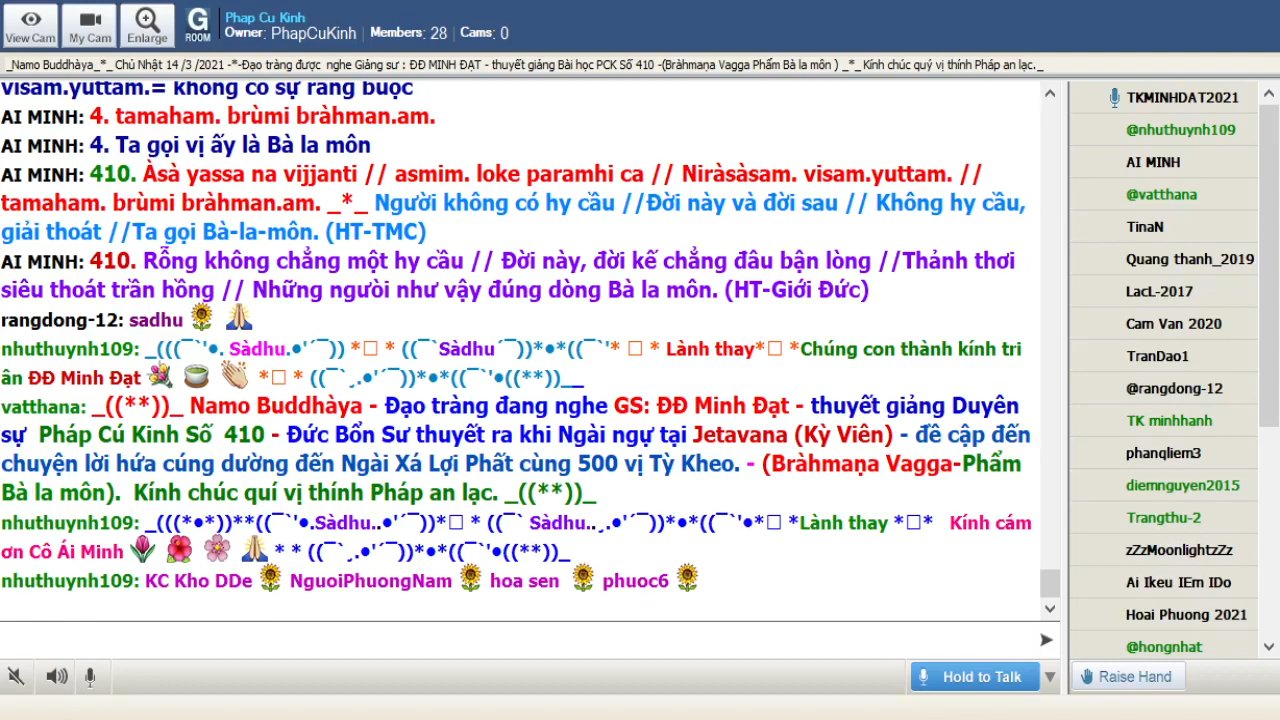 View Cam
My Cam
Enlarge
G
ROOM
Phap Cu Kinh
Owner: PhapCuKinh | Members: 28 | Cams: 0
_Namo Buddhàya_*_ Chủ Nhật 14 /3 /2021 -*-Đạo tràng được nghe Giảng sư : ĐĐ MINH ĐẠT - thuyết giảng Bài học PCK Số 410 -(Bràhmaṇa Vagga Phẩm Bà la môn ) _*_ Kính chúc quý vị thính Pháp an lạc._
visam.yuttam.= không có sự ràng buộc
AI MINH: 4. tamaham. brùmi bràhman.am.
AI MINH: 4. Ta gọi vị ấy là Bà la môn
AI MINH: 410. Àsà yassa na vijjanti // asmim. loke paramhi ca // Niràsàsam. visam.yuttam. //
tamaham. brùmi bràhman.am. _*_ Người không có hy cầu //Đời này và đời sau // Không hy cầu,
giải thoát //Ta gọi Bà-la-môn. (HT-TMC)
AI MINH: 410. Rỗng không chẳng một hy cầu // Đời này, đời kế chẳng đâu bận lòng //Thảnh thơi
siêu thoát trần hồng // Những người như vậy đúng dòng Bà la môn. (HT-Giới Đức)
rangdong-12: sadhu
nhuthuynh109: _(((¯`'•. Sàdhu.•'´¯)) *□ * ((¯`Sàdhu´¯))*•*((¯`'* □ * Lành thay*□ *Chúng con thành kính tri
ân ĐĐ Minh Đạt *□ * ((¯`¸.•'´¯))*•*((¯`'•((**))__
vatthana: _((**))_ Namo Buddhàya - Đạo tràng đang nghe GS: ĐĐ Minh Đạt - thuyết giảng Duyên
sự Pháp Cú Kinh Số 410 - Đức Bổn Sư thuyết ra khi Ngài ngự tại Jetavana (Kỳ Viên) - đề cập đến
chuyện lời hứa cúng dường đến Ngài Xá Lợi Phất cùng 500 vị Tỳ Kheo. - (Bràhmaṇa Vagga-Phẩm
Bà la môn). Kính chúc quí vị thính Pháp an lạc. _((**))_
nhuthuynh109: _(((*•*))**((¯`'•.Sàdhu..•'´¯))*□ * ((¯` Sàdhu..¸.•'´¯))*•*((¯`'•*□ *Lành thay *□* Kính cám
ơn Cô Ái Minh * * ((¯`¸.•'´¯))*•*((¯`'•((**))_
nhuthuynh109: KC Kho DDe NguoiPhuongNam hoa sen phuoc6
Hold to Talk
TKMINHDAT2021
@nhuthuynh109
AI MINH
@vatthana
TinaN
Quang thanh_2019
LacL-2017
Cam Van 2020
TranDao1
@rangdong-12
TK minhhanh
phanqliem3
diemnguyen2015
Trangthu-2
zZzMoonlightzZz
Ai Ikeu IEm IDo
Hoai Phuong 2021
@hongnhat
Raise Hand